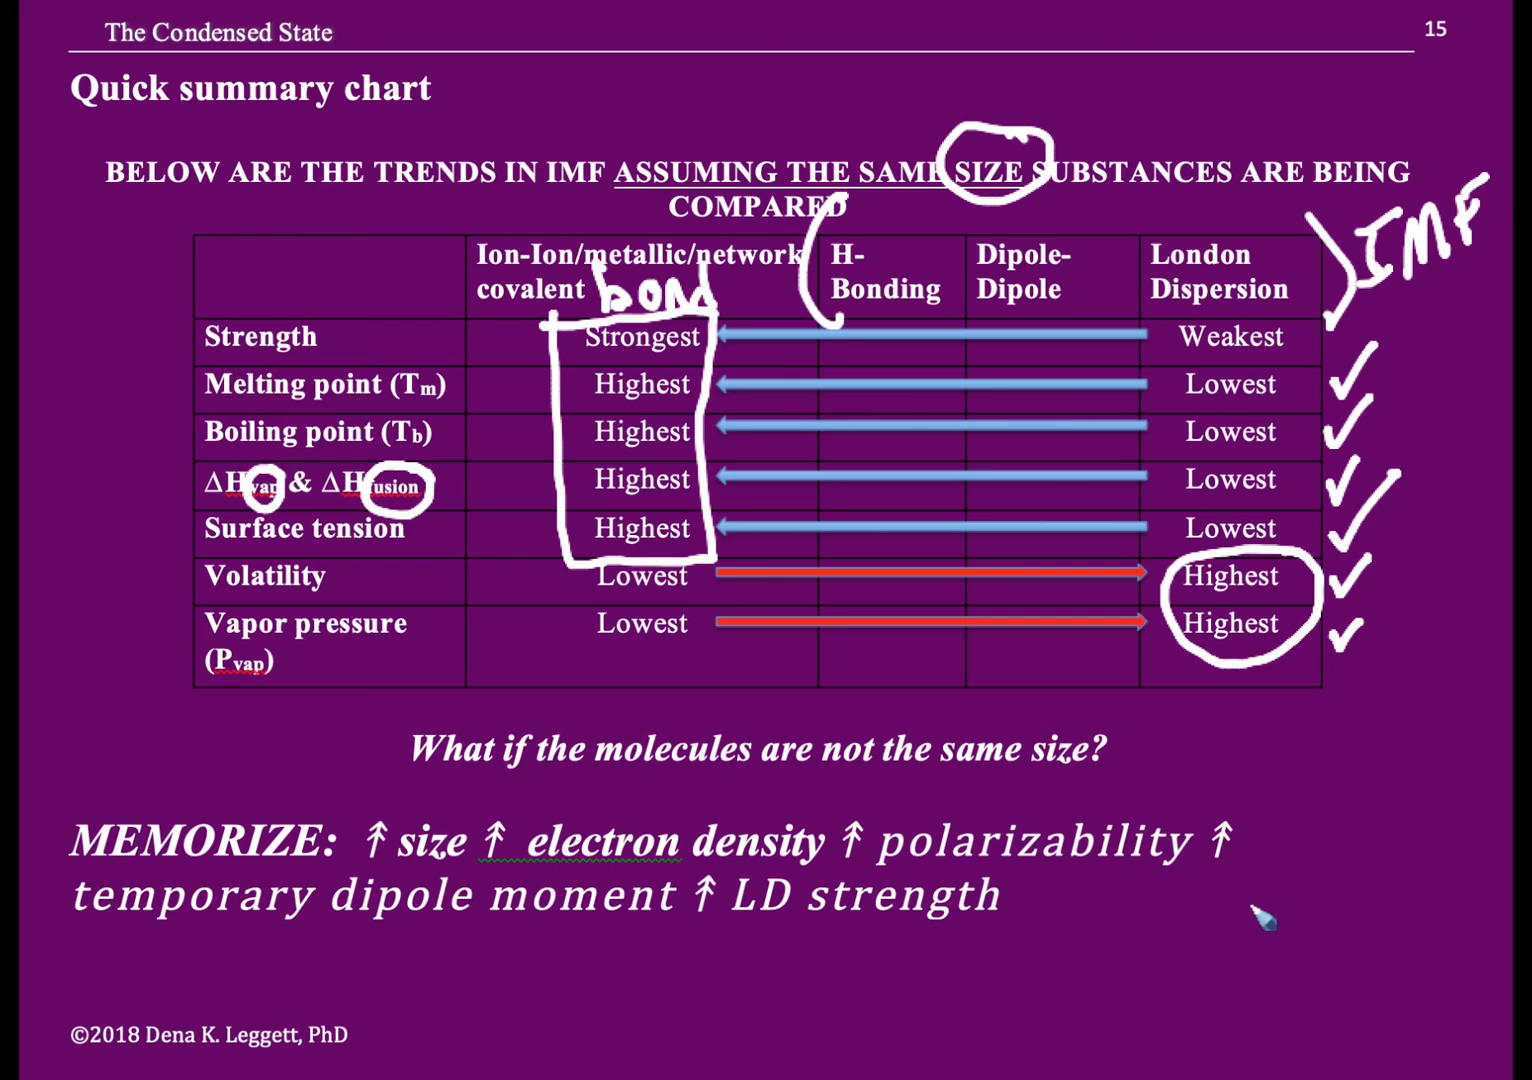 The Condensed State
15
Quick summary chart
BELOW ARE THE TRENDS IN IMF ASSUMING THE SAME SIZE SUBSTANCES ARE BEING
COMPARED
IMF
Ion-Ion/metallic/network covalent
H-Bonding
Dipole-Dipole
London Dispersion
bond
Strength Strongest Weakest
Melting point (Tm) Highest Lowest
Boiling point (Tb) Highest Lowest
ΔHvap & ΔHfusion Highest Lowest
Surface tension Highest Lowest
Volatility Lowest Highest
Vapor pressure Lowest Highest
(Pvap)
What if the molecules are not the same size?
MEMORIZE: ↟ size ↟ electron density ↟ polarizability ↟
temporary dipole moment ↟ LD strength
©2018 Dena K. Leggett, PhD